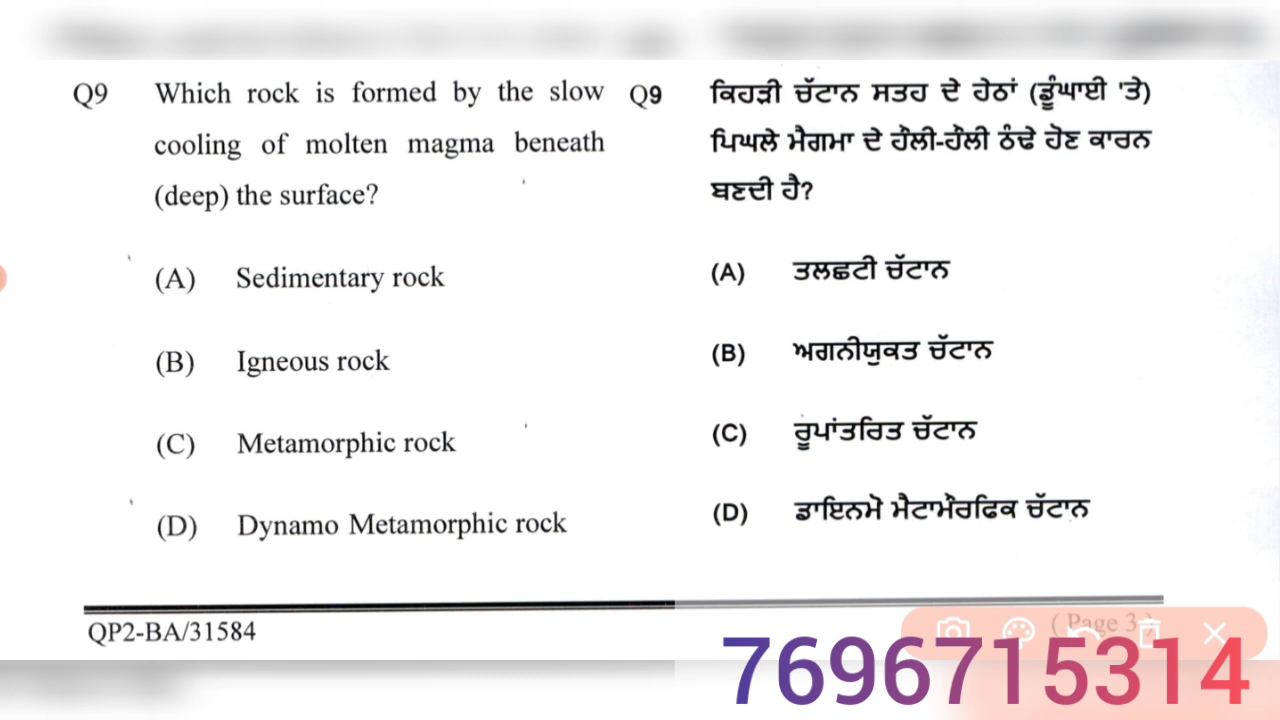 Q9 Which rock is formed by the slow
cooling of molten magma beneath
(deep) the surface?
(A) Sedimentary rock
(B) Igneous rock
(C) Metamorphic rock
(D) Dynamo Metamorphic rock
Q9 ਕਿਹੜੀ ਚੱਟਾਨ ਸਤਹ ਦੇ ਹੇਠਾਂ (ਡੂੰਘਾਈ 'ਤੇ)
ਪਿਘਲੇ ਮੈਗਮਾ ਦੇ ਹੌਲੀ-ਹੌਲੀ ਠੰਢੇ ਹੋਣ ਕਾਰਨ
ਬਣਦੀ ਹੈ?
(A) ਤਲਛਟੀ ਚੱਟਾਨ
(B) ਅਗਨੀਯੁਕਤ ਚੱਟਾਨ
(C) ਰੂਪਾਂਤਰਿਤ ਚੱਟਾਨ
(D) ਡਾਇਨਮੋ ਮੈਟਾਮੌਰਫਿਕ ਚੱਟਾਨ
QP2-BA/31584
( Page 3 )
7696715314